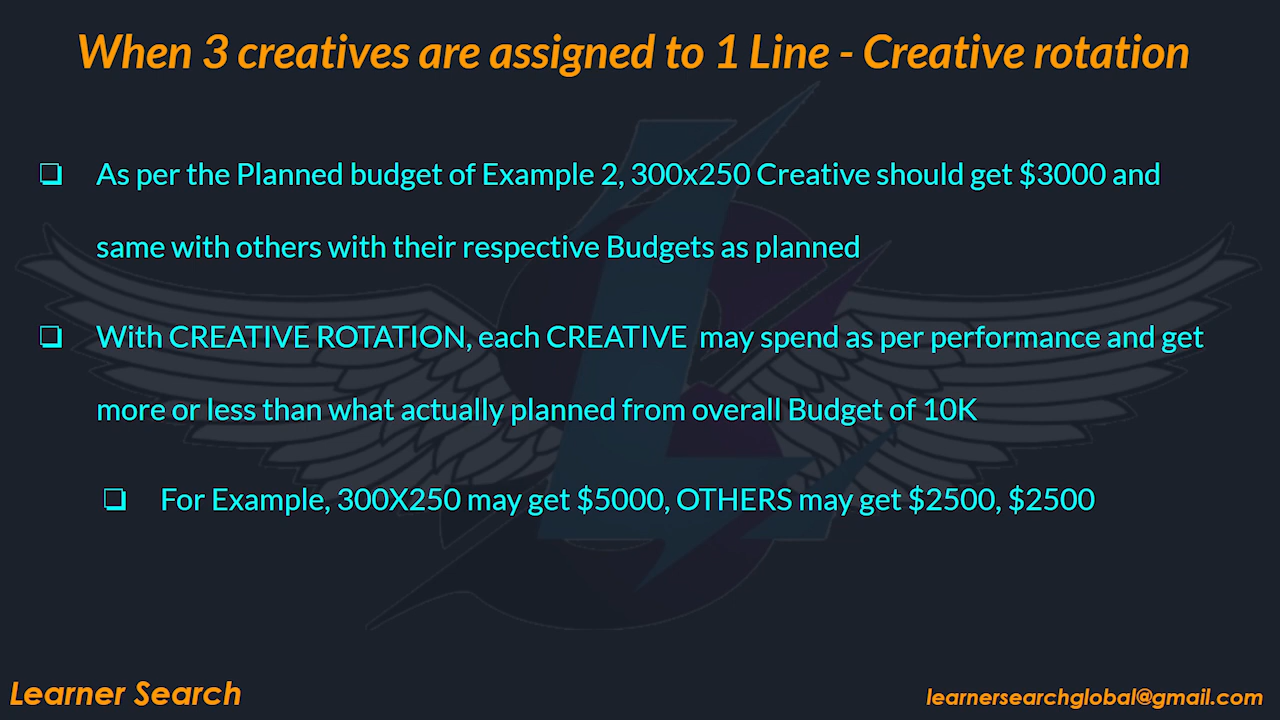 When 3 creatives are assigned to 1 Line - Creative rotation
❏ As per the Planned budget of Example 2, 300x250 Creative should get $3000 and
same with others with their respective Budgets as planned
❏ With CREATIVE ROTATION, each CREATIVE may spend as per performance and get
more or less than what actually planned from overall Budget of 10K
❏ For Example, 300X250 may get $5000, OTHERS may get $2500, $2500
Learner Search
learnersearchglobal@gmail.com